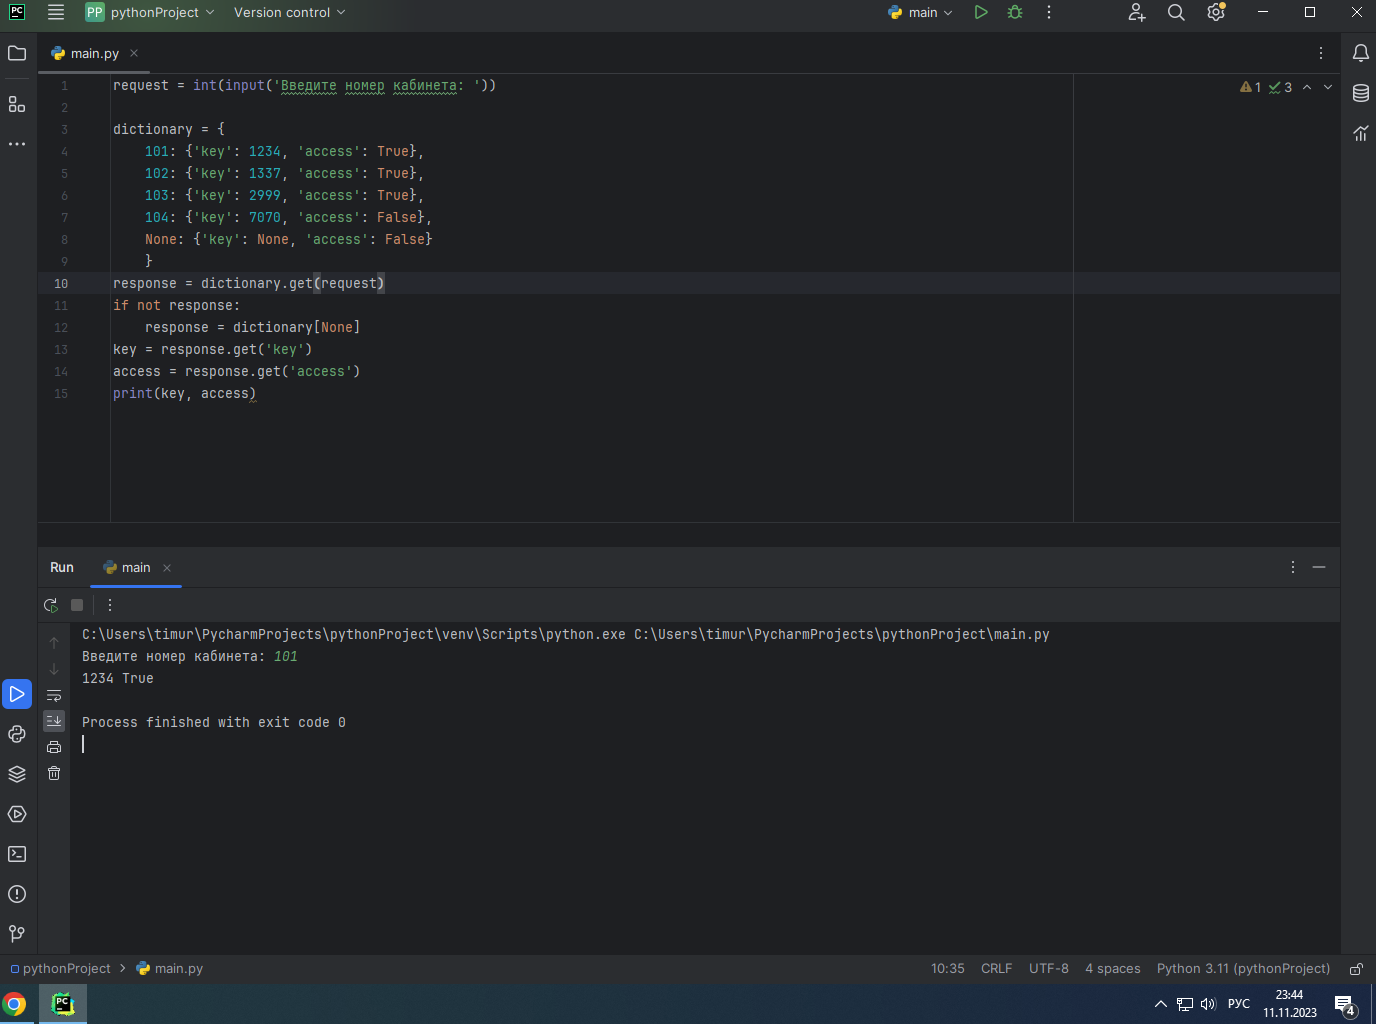 PC
PP pythonProject Version control main
main.py
1 request = int(input('Введите номер кабинета: '))
2
3 dictionary = {
4 101: {'key': 1234, 'access': True},
5 102: {'key': 1337, 'access': True},
6 103: {'key': 2999, 'access': True},
7 104: {'key': 7070, 'access': False},
8 None: {'key': None, 'access': False}
9 }
10 response = dictionary.get(request)
11 if not response:
12 response = dictionary[None]
13 key = response.get('key')
14 access = response.get('access')
15 print(key, access)
1 3
Run main
C:\Users\timur\PycharmProjects\pythonProject\venv\Scripts\python.exe C:\Users\timur\PycharmProjects\pythonProject\main.py
Введите номер кабинета: 101
1234 True
Process finished with exit code 0
pythonProject main.py 10:35 CRLF UTF-8 4 spaces Python 3.11 (pythonProject)
PC РУС 23:44
11.11.2023 4